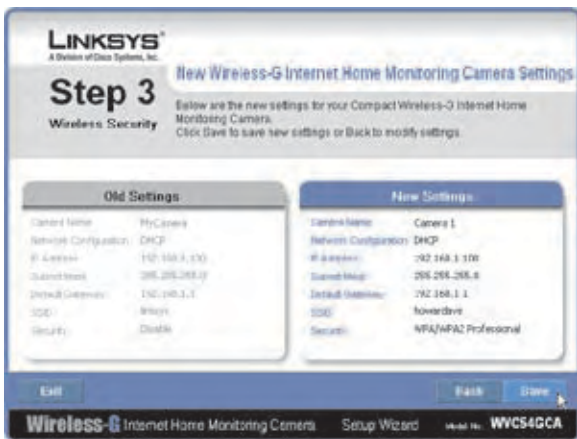 LINKSYS
A Division of Cisco Systems, Inc.
Step 3
Wireless Security
New Wireless-G Internet Home Monitoring Camera Settings
Below are the new settings for your Compact Wireless-G Internet Home
Monitoring Camera.
Click Save to save new settings or Back to modify settings.
Old Settings
Camera Name: MyCamera
Network Configuration: DHCP
IP Address: 192.168.1.100
Subnet Mask: 255.255.255.0
Default Gateway: 192.168.1.1
SSID: linksys
Security: Disable
New Settings
Camera Name: Camera 1
Network Configuration: DHCP
IP Address: 192.168.1.100
Subnet Mask: 255.255.255.0
Default Gateway: 192.168.1.1
SSID: howardave
Security: WPA/WPA2 Professional
Exit
Back
Save
Wireless-G Internet Home Monitoring Camera Setup Wizard Model No. WVC54GCA